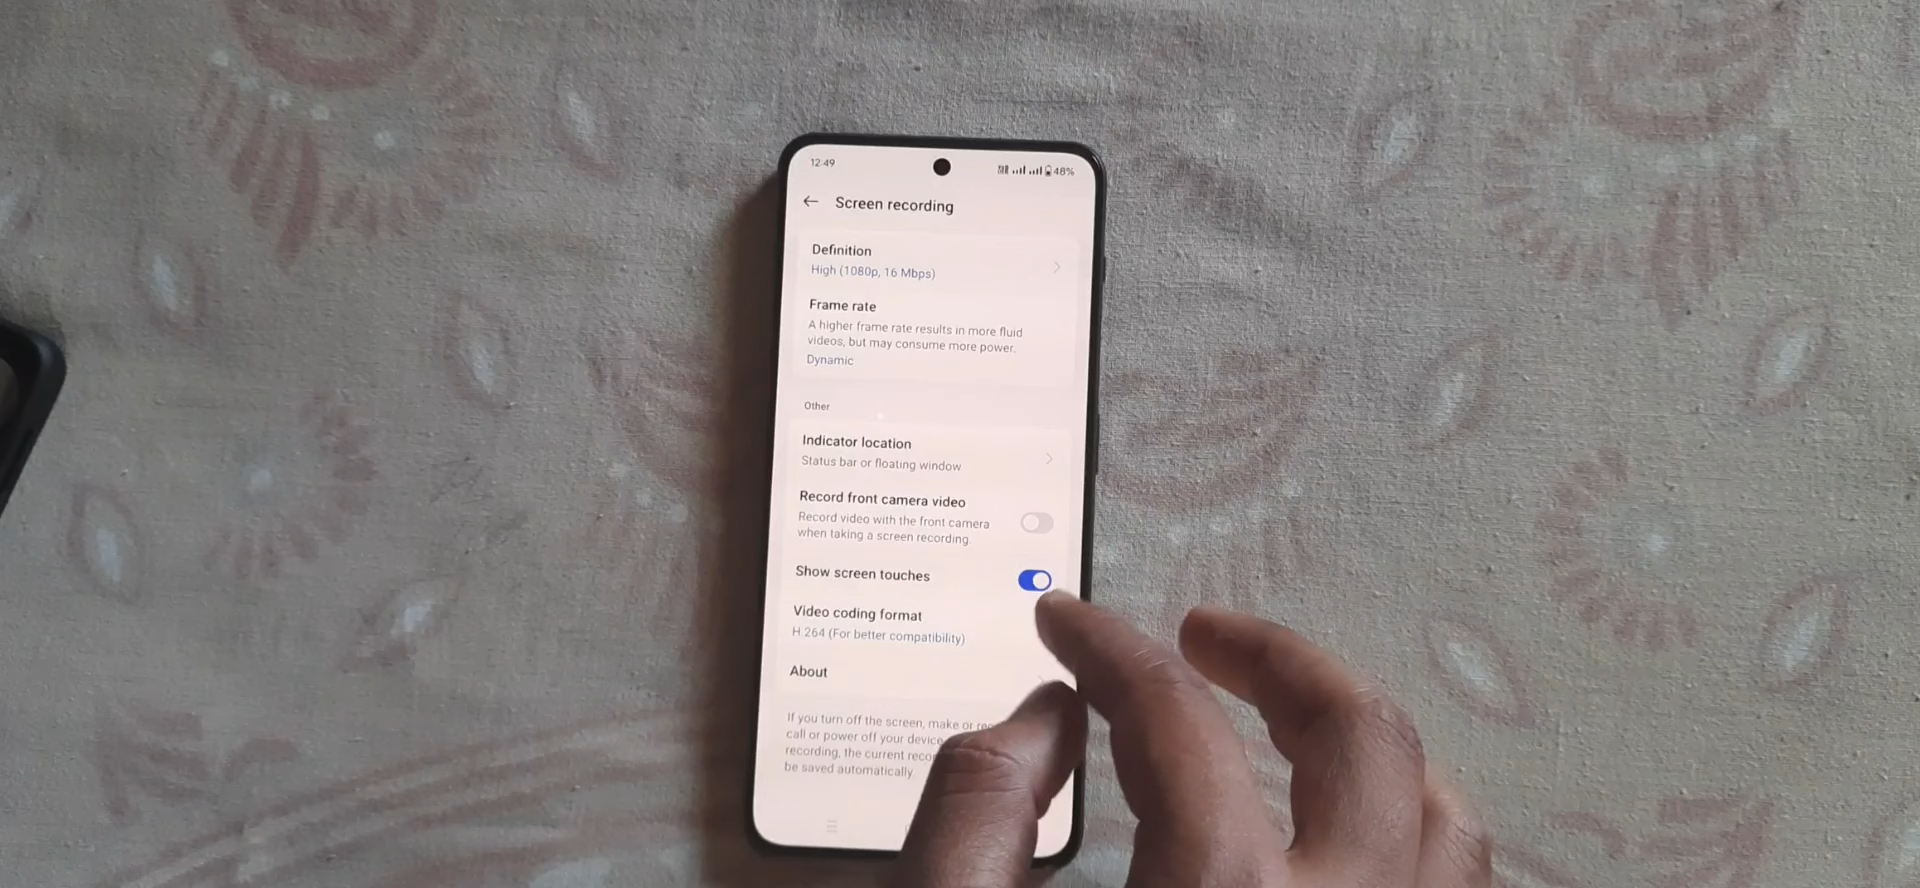 12:49
48%
Screen recording
Definition
High (1080p, 16 Mbps)
Frame rate
A higher frame rate results in more fluid
videos, but may consume more power.
Dynamic
Other
Indicator location
Status bar or floating window
Record front camera video
Record video with the front camera
when taking a screen recording.
Show screen touches
Video coding format
H.264 (For better compatibility)
About
If you turn off the screen, make or
call or power off your device
recording, the current
be saved automatically